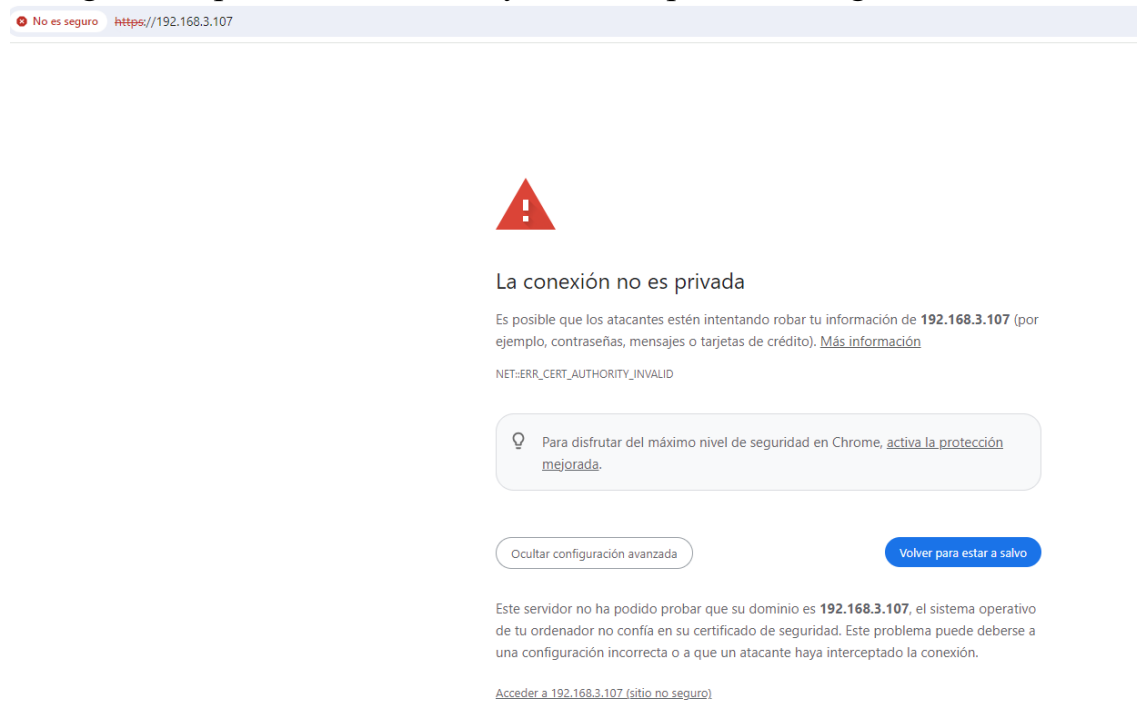 No es seguro https://192.168.3.107
La conexión no es privada
Es posible que los atacantes estén intentando robar tu información de 192.168.3.107 (por
ejemplo, contraseñas, mensajes o tarjetas de crédito). Más información
NET::ERR_CERT_AUTHORITY_INVALID
Para disfrutar del máximo nivel de seguridad en Chrome, activa la protección
mejorada.
Ocultar configuración avanzada
Volver para estar a salvo
Este servidor no ha podido probar que su dominio es 192.168.3.107, el sistema operativo
de tu ordenador no confía en su certificado de seguridad. Este problema puede deberse a
una configuración incorrecta o a que un atacante haya interceptado la conexión.
Acceder a 192.168.3.107 (sitio no seguro)